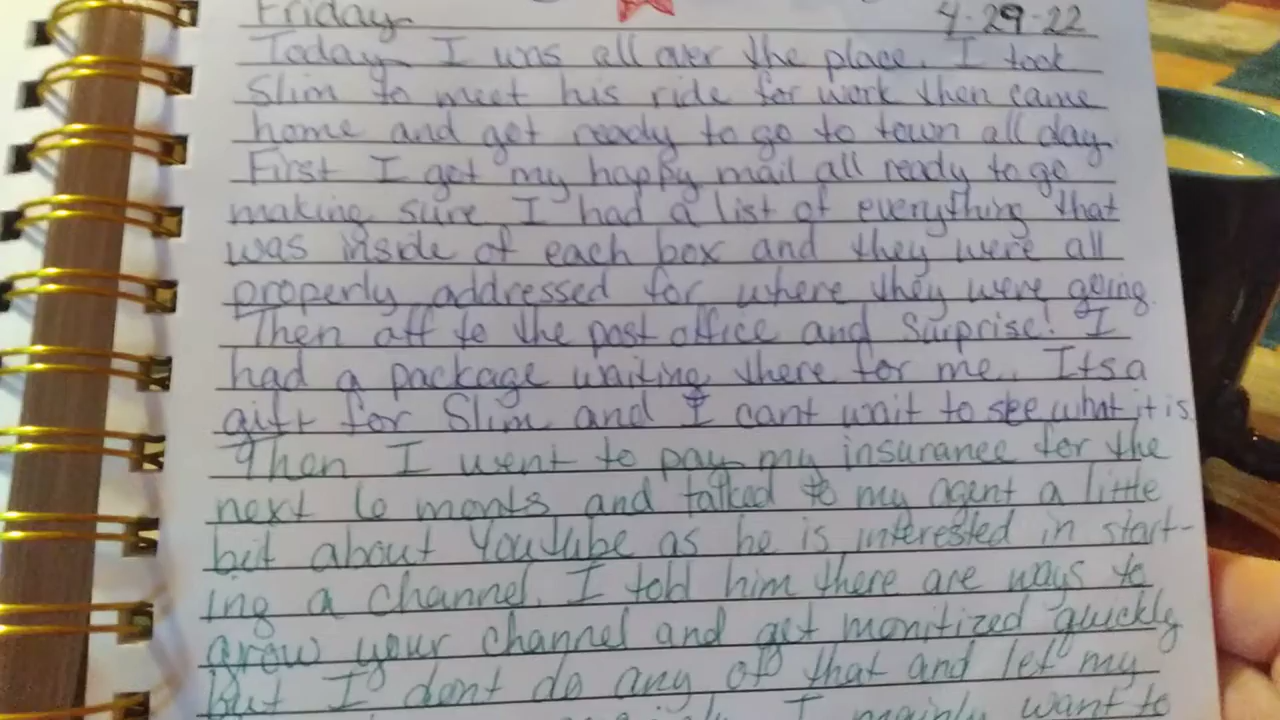 Friday 4-29-22
Today I was all over the place. I took
Slim to meet his ride for work then came
home and got ready to go to town all day.
First I got my happy mail all ready to go
making sure I had a list of everything that
was inside of each box and they were all
properly addressed for where they were going.
Then off to the post office and Surprise! I
had a package waiting there for me. Its a
gift for Slim and I cant wait to see what it is.
Then I went to pay my insurance for the
next 6 monts and talked to my agent a little
bit about YouTube as he is interested in start-
ing a channel. I told him there are ways to
grow your channel and get monitized quickly
But I dont do any of that and let my
I mainly want to